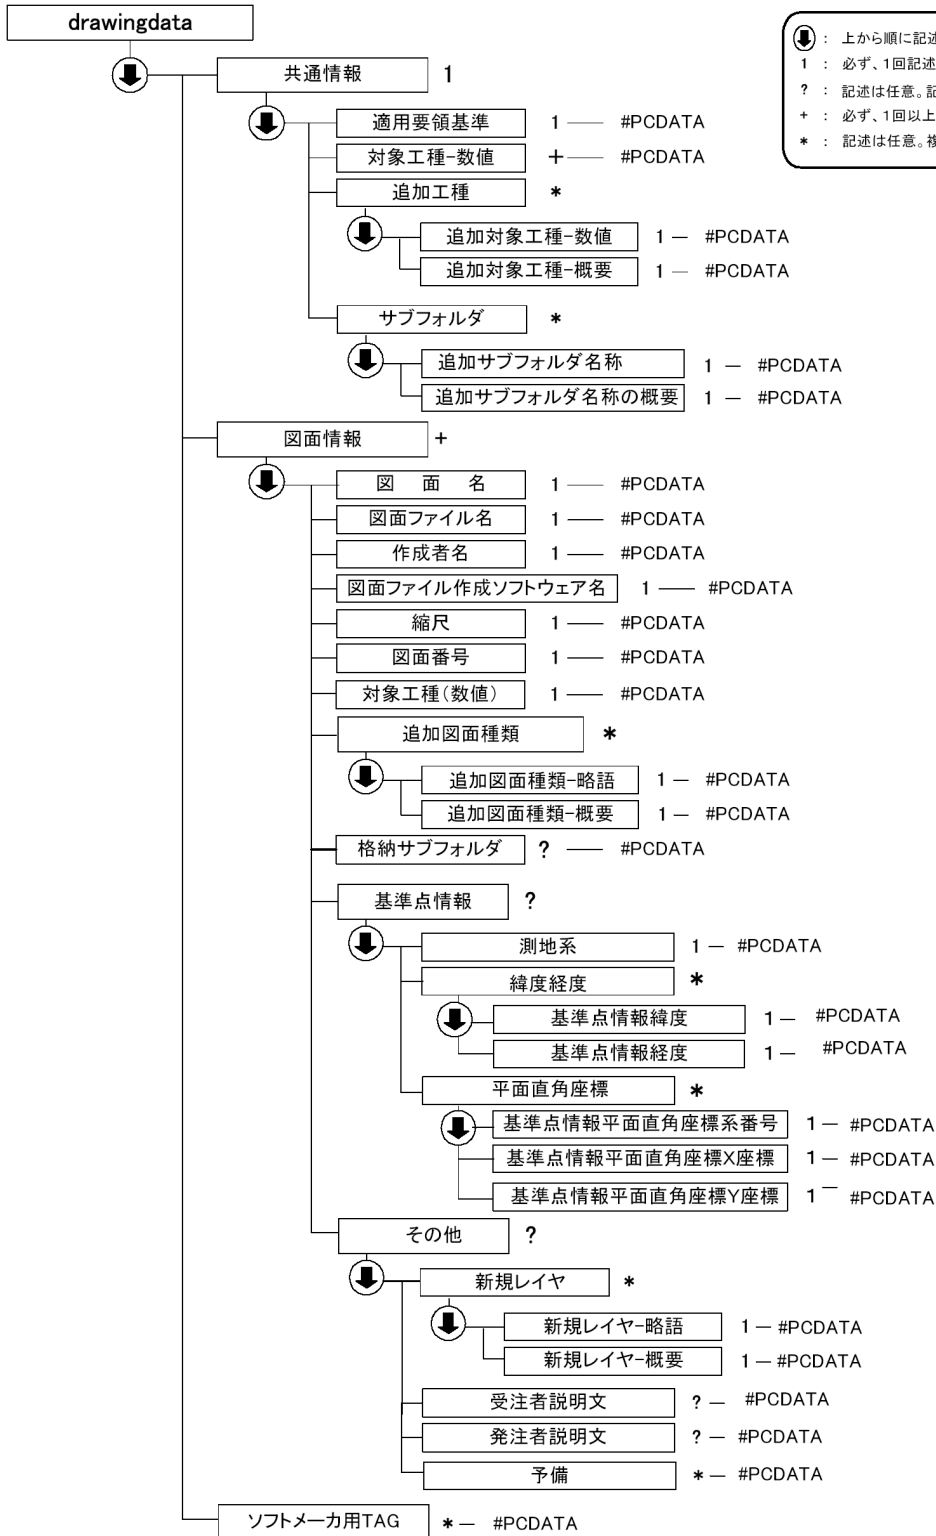 drawingdata
: 上から順に記述
1 : 必ず、1回記述
? : 記述は任意。記
+ : 必ず、1回以上
* : 記述は任意。複
共通情報 1
適用要領基準 1 — #PCDATA
対象工種-数値 + — #PCDATA
追加工種 *
追加対象工種-数値 1 — #PCDATA
追加対象工種-概要 1 — #PCDATA
サブフォルダ *
追加サブフォルダ名称 1 — #PCDATA
追加サブフォルダ名称の概要 1 — #PCDATA
図面情報 +
図 面 名 1 — #PCDATA
図面ファイル名 1 — #PCDATA
作成者名 1 — #PCDATA
図面ファイル作成ソフトウェア名 1 — #PCDATA
縮尺 1 — #PCDATA
図面番号 1 — #PCDATA
対象工種(数値) 1 — #PCDATA
追加図面種類 *
追加図面種類-略語 1 — #PCDATA
追加図面種類-概要 1 — #PCDATA
格納サブフォルダ ? — #PCDATA
基準点情報 ?
測地系 1 — #PCDATA
緯度経度 *
基準点情報緯度 1 — #PCDATA
基準点情報経度 1 — #PCDATA
平面直角座標 *
基準点情報平面直角座標系番号 1 — #PCDATA
基準点情報平面直角座標X座標 1 — #PCDATA
基準点情報平面直角座標Y座標 1 — #PCDATA
その他 ?
新規レイヤ *
新規レイヤ-略語 1 — #PCDATA
新規レイヤ-概要 1 — #PCDATA
受注者説明文 ? — #PCDATA
発注者説明文 ? — #PCDATA
予備 * — #PCDATA
ソフトメーカ用TAG * — #PCDATA